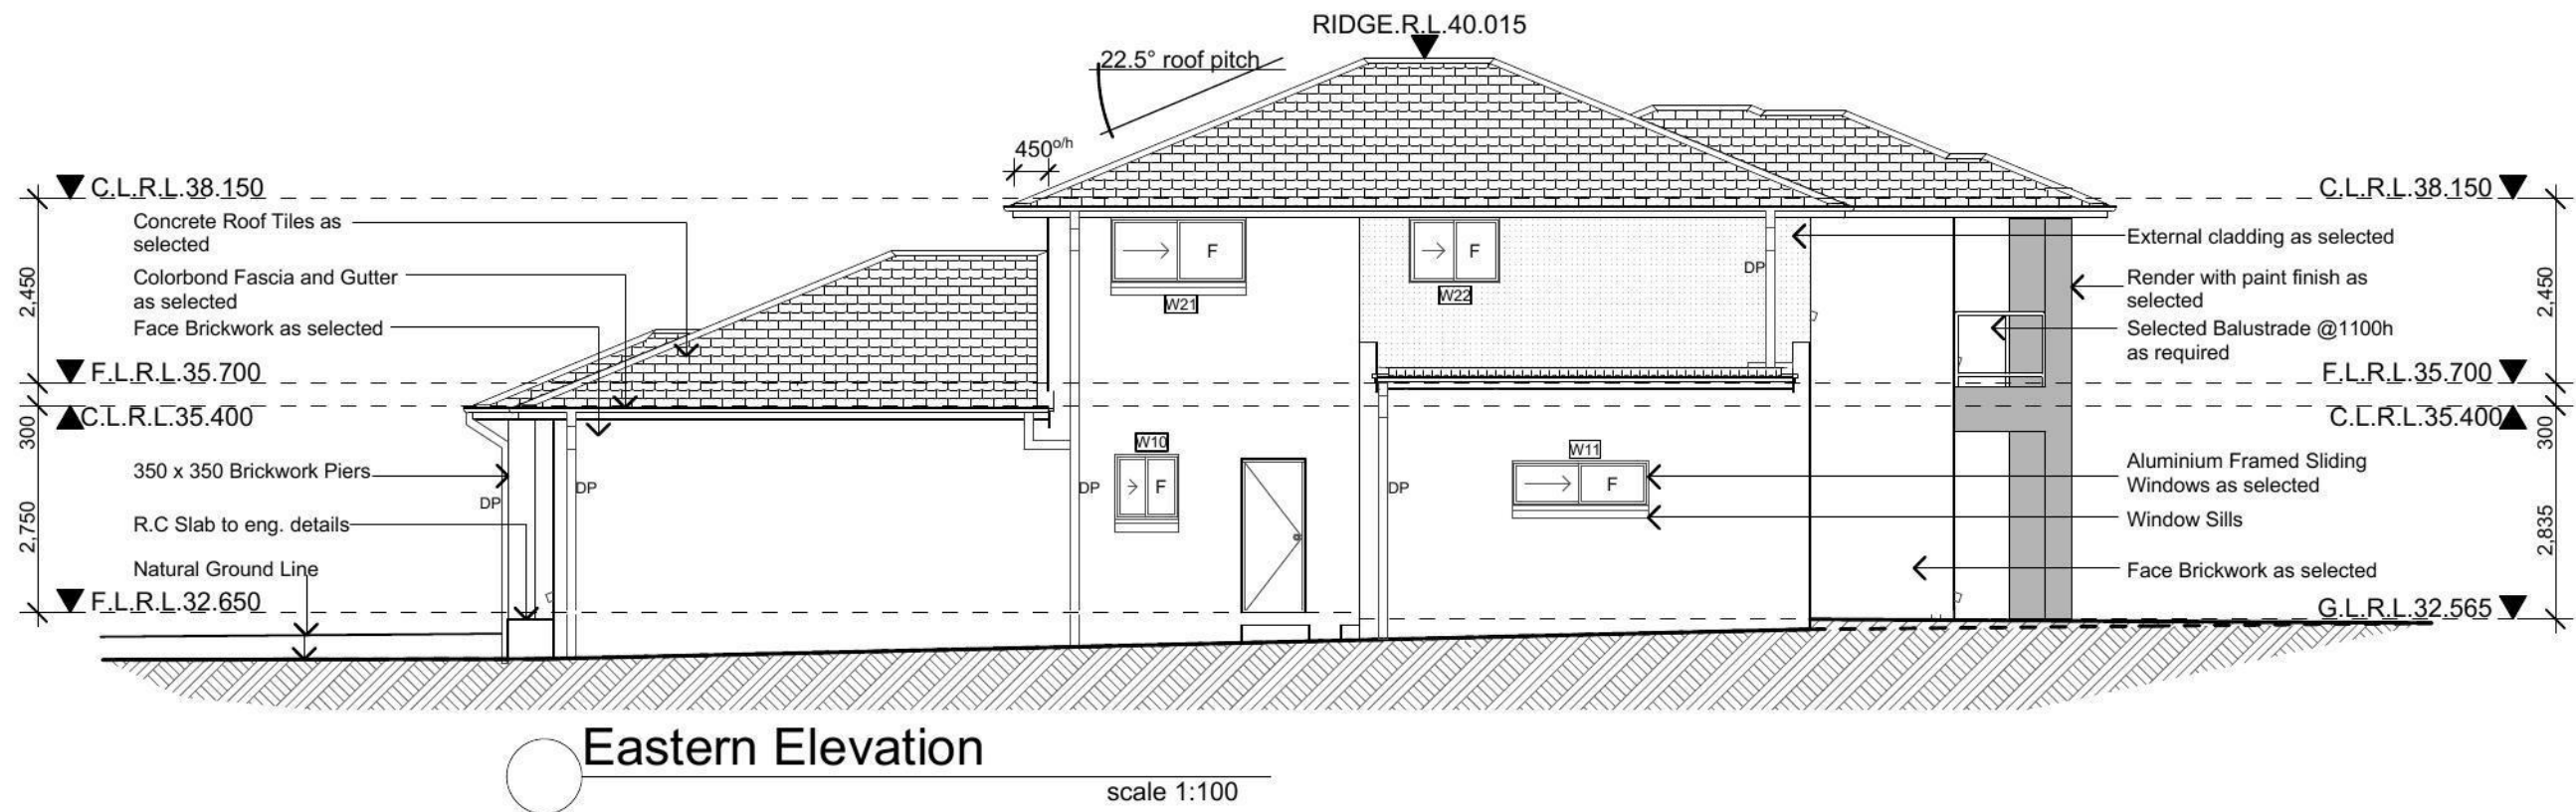 RIDGE.R.L.40.015
22.5° roof pitch
450o/h
C.L.R.L.38.150
C.L.R.L.38.150
Concrete Roof Tiles as
selected
Colorbond Fascia and Gutter
as selected
Face Brickwork as selected
2,450
F.L.R.L.35.700
C.L.R.L.35.400
300
350 x 350 Brickwork Piers
R.C Slab to eng. details
2,750
Natural Ground Line
F.L.R.L.32.650
F
W21
F
W22
DP
W10
F
W11
F
DP
DP
DP
DP
External cladding as selected
Render with paint finish as
selected
Selected Balustrade @1100h
as required
2,450
F.L.R.L.35.700
C.L.R.L.35.400
300
Aluminium Framed Sliding
Windows as selected
Window Sills
2,835
Face Brickwork as selected
G.L.R.L.32.565
Eastern Elevation
scale 1:100